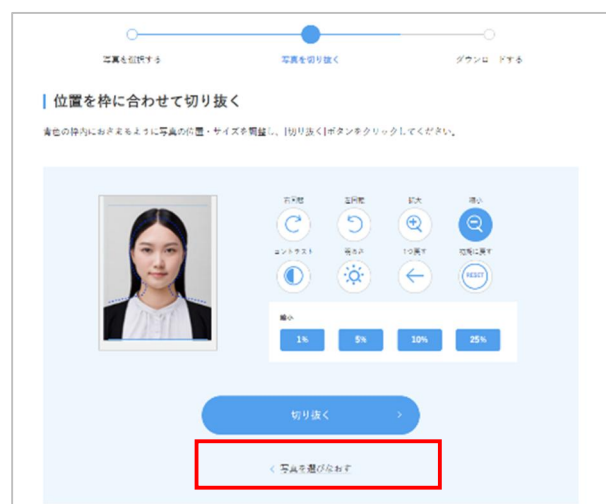 写真を選択する 写真を切り抜く ダウンロードする
位置を枠に合わせて切り抜く
青色の枠内におさまるように写真の位置・サイズを調整し、[切り抜く]ボタンをクリックしてください。
右回転 左回転 拡大 縮小
コントラスト 明るさ 1つ戻す 初期に戻す
RESET
縮小
1% 5% 10% 25%
切り抜く >
< 写真を選びなおす